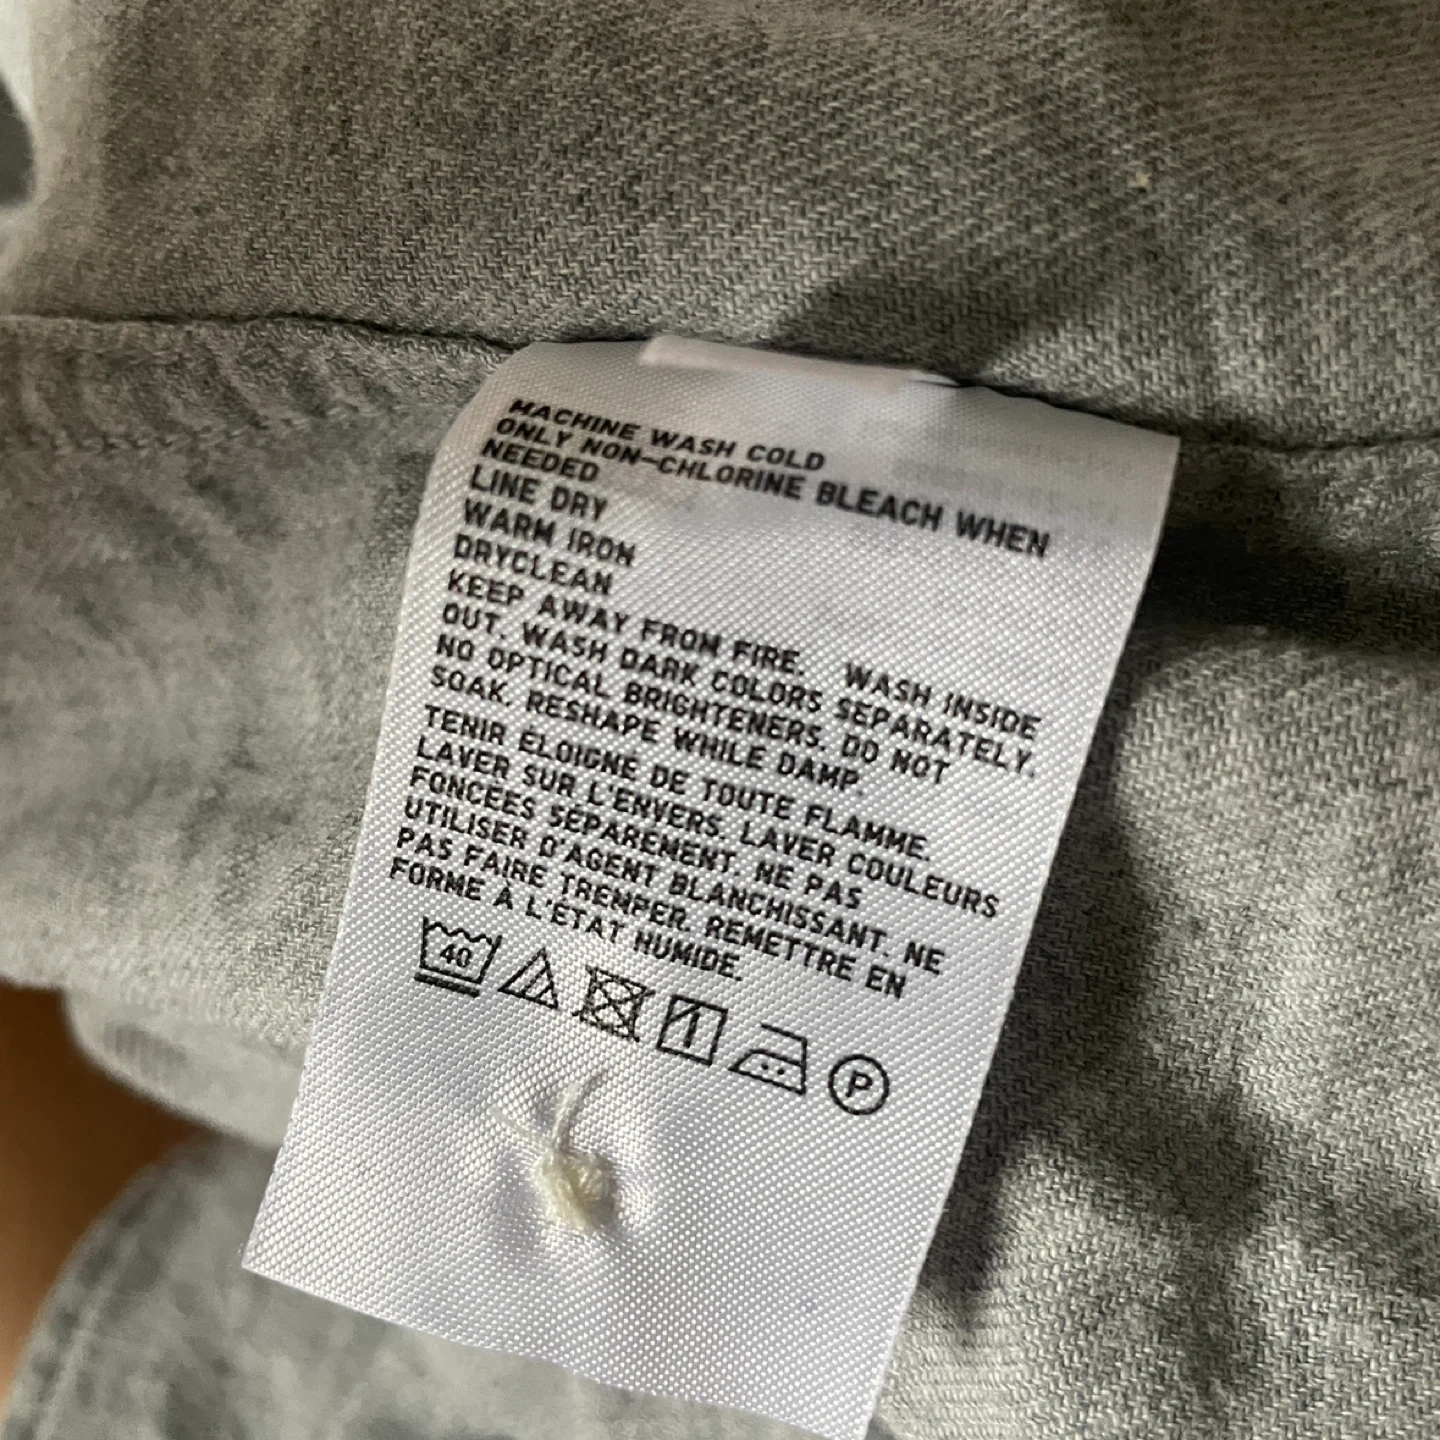 MACHINE WASH COLD
ONLY NON-CHLORINE BLEACH WHEN
NEEDED
LINE DRY
WARM IRON
DRYCLEAN
KEEP AWAY FROM FIRE. WASH INSIDE
OUT. WASH DARK COLORS SEPARATELY.
NO OPTICAL BRIGHTENERS. DO NOT
SOAK. RESHAPE WHILE DAMP.
TENIR ÉLOIGNÉ DE TOUTE FLAMME.
LAVER SUR L'ENVERS. LAVER COULEURS
FONCÉES SÉPARÉMENT. NE PAS
UTILISER D'AGENT BLANCHISSANT. NE
PAS FAIRE TREMPER. REMETTRE EN
FORME À L'ÉTAT HUMIDE.
40 P